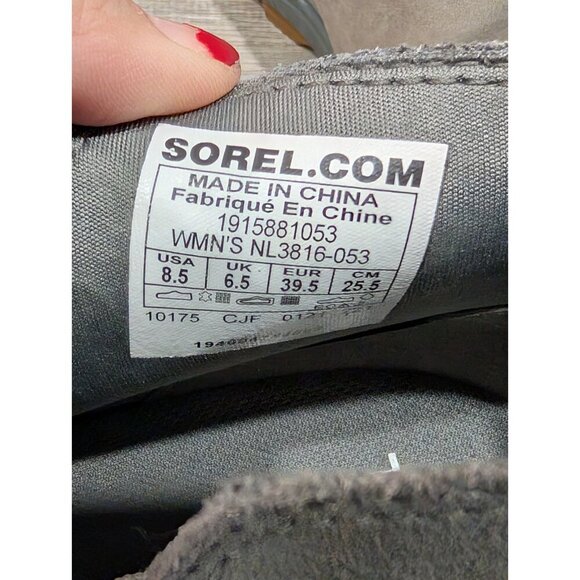 SOREL.COM
MADE IN CHINA
Fabriqué En Chine
1915881053
WMN'S NL3816-053
USA UK EUR CM
8.5 6.5 39.5 25.5
10175 CJF